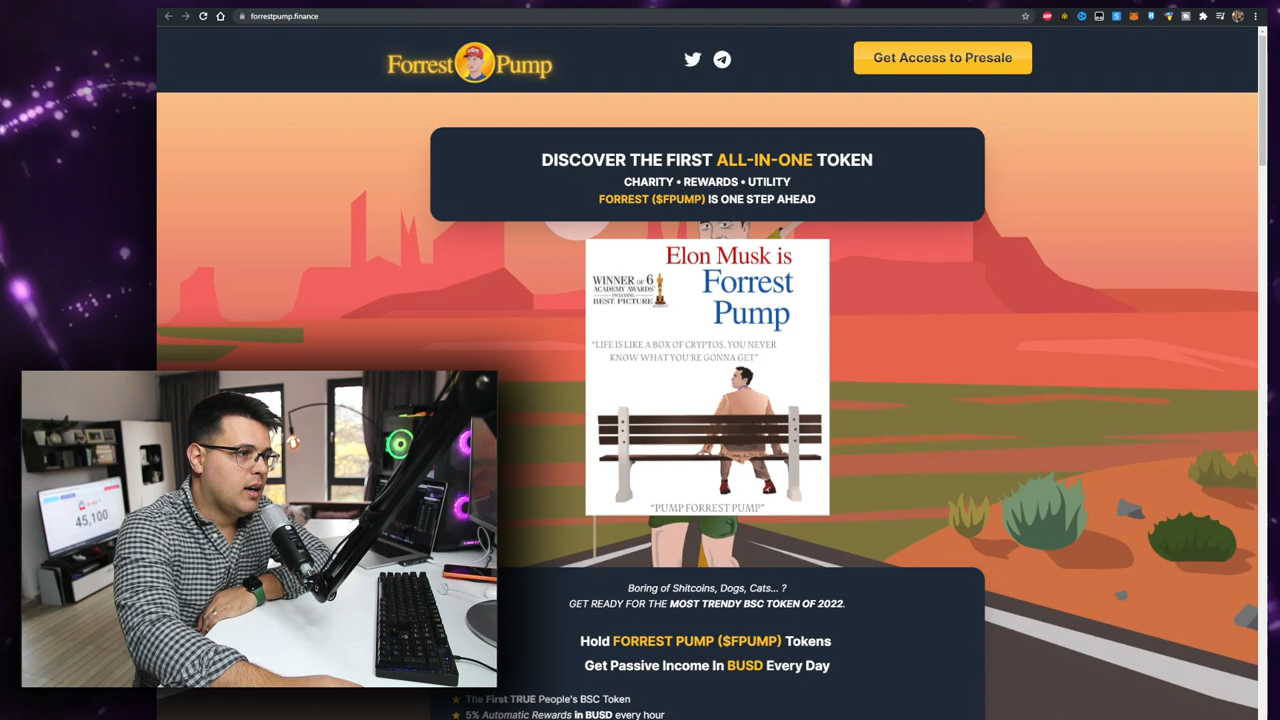 forrestpump.finance
Forrest Pump
Get Access to Presale
DISCOVER THE FIRST ALL-IN-ONE TOKEN
CHARITY • REWARDS • UTILITY
FORREST ($FPUMP) IS ONE STEP AHEAD
Elon Musk is
Forrest
Pump
WINNER OF 6
ACADEMY AWARDS
INCLUDING
BEST PICTURE
"LIFE IS LIKE A BOX OF CRYPTOS, YOU NEVER
KNOW WHAT YOU'RE GONNA GET"
"PUMP FORREST PUMP"
45,100
Boring of Shitcoins, Dogs, Cats... ?
GET READY FOR THE MOST TRENDY BSC TOKEN OF 2022.
Hold FORREST PUMP ($FPUMP) Tokens
Get Passive Income In BUSD Every Day
The First TRUE People's BSC Token
5% Automatic Rewards in BUSD every hour